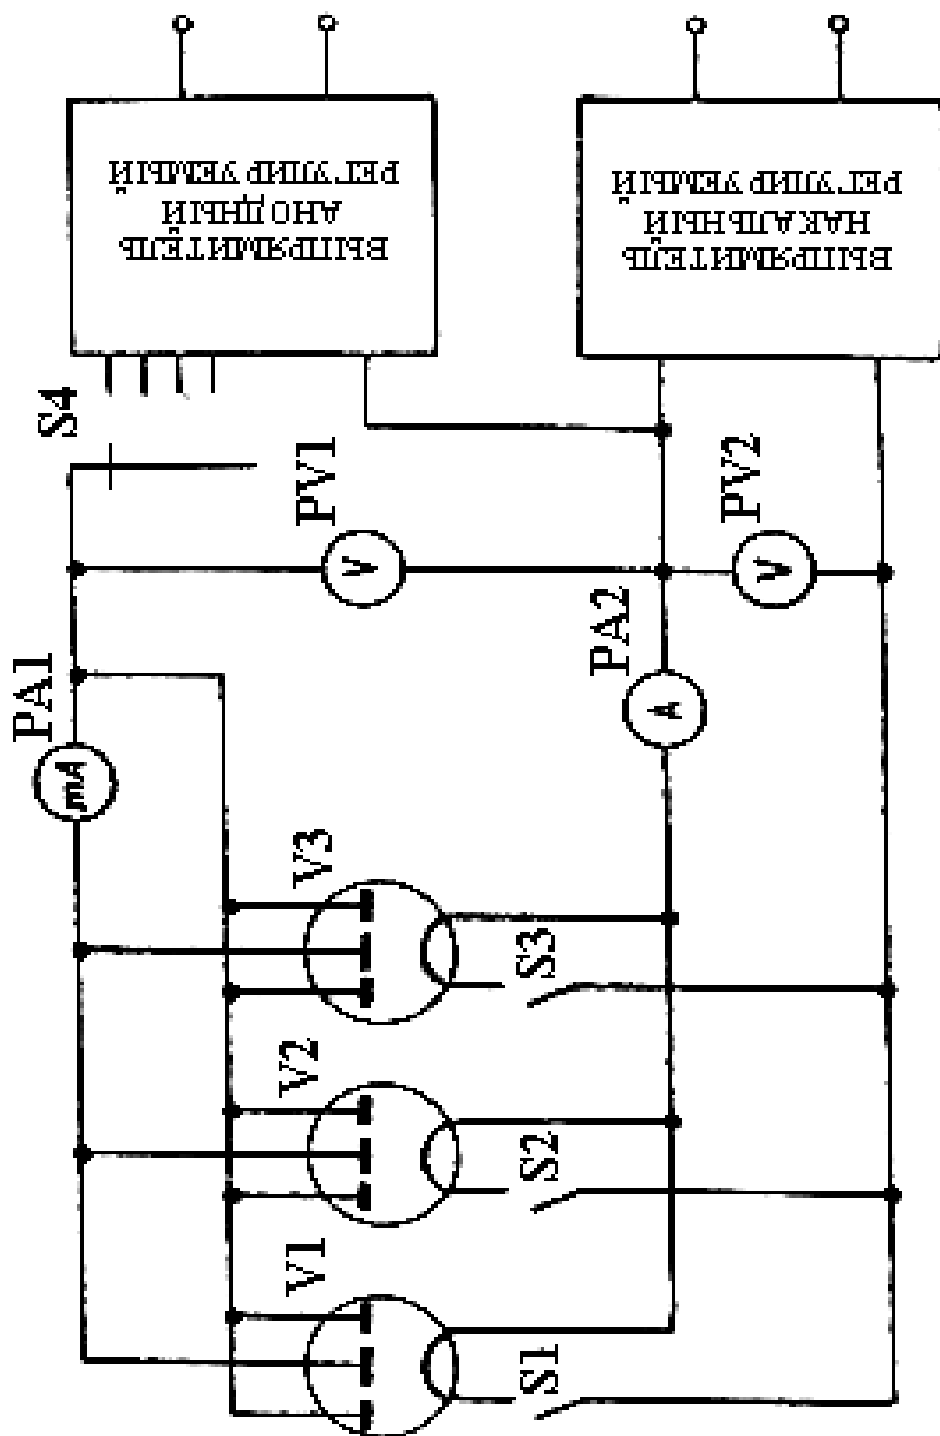 ВЫПРЯМИТЕЛЬ
АНОДНЫЙ
РЕГУЛИРУЕМЫЙ
ВЫПРЯМИТЕЛЬ
НАКАЛЬНЫЙ
РЕГУЛИРУЕМЫЙ
S4
PV1
V
PV2
V
PA1
mA
PA2
A
V3
S3
V2
S2
V1
S1